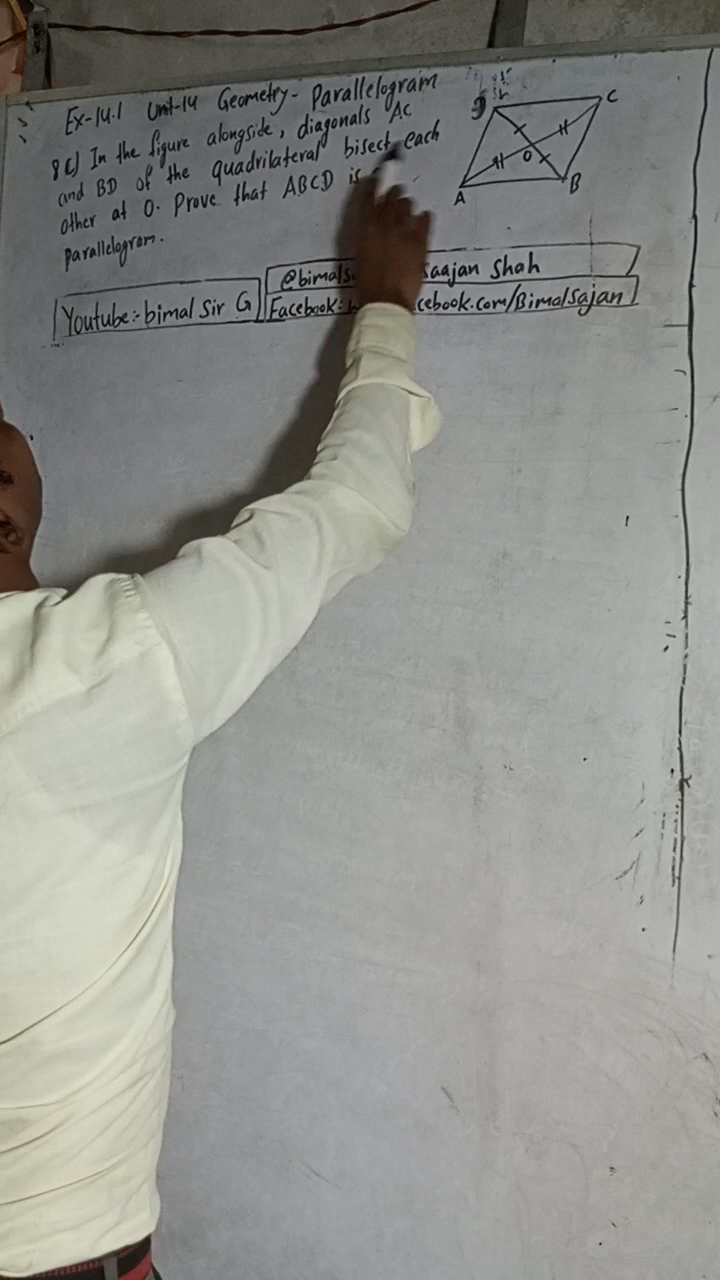 Ex-14.1 Unit-14 Geometry - Parallelogram
8 c) In the figure alongside, diagonals AC
and BD of the quadrilateral bisect each
other at O. Prove that ABCD is
parallelogram.
D C
O
A B
@bimals saajan Shah
Youtube:- bimal Sir G
Facebook: cebook.com/BimalSajan